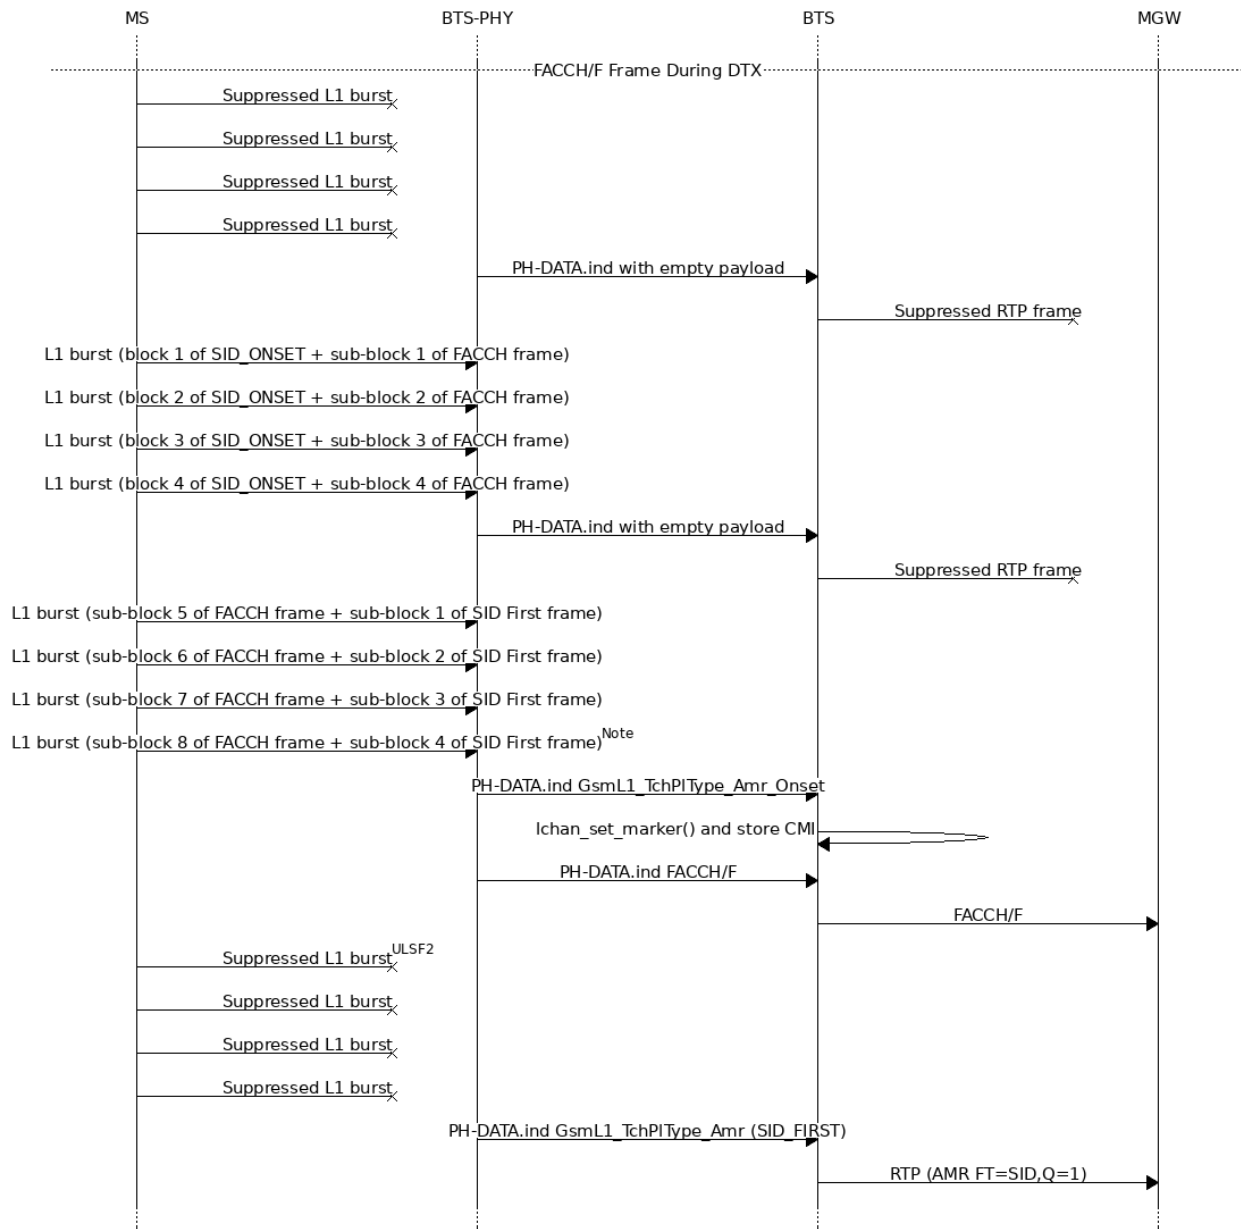 MS BTS-PHY BTS MGW
FACCH/F Frame During DTX
Suppressed L1 burst
Suppressed L1 burst
Suppressed L1 burst
Suppressed L1 burst
PH-DATA.ind with empty payload
Suppressed RTP frame
L1 burst (block 1 of SID_ONSET + sub-block 1 of FACCH frame)
L1 burst (block 2 of SID_ONSET + sub-block 2 of FACCH frame)
L1 burst (block 3 of SID_ONSET + sub-block 3 of FACCH frame)
L1 burst (block 4 of SID_ONSET + sub-block 4 of FACCH frame)
PH-DATA.ind with empty payload
Suppressed RTP frame
L1 burst (sub-block 5 of FACCH frame + sub-block 1 of SID First frame)
L1 burst (sub-block 6 of FACCH frame + sub-block 2 of SID First frame)
L1 burst (sub-block 7 of FACCH frame + sub-block 3 of SID First frame)
L1 burst (sub-block 8 of FACCH frame + sub-block 4 of SID First frame) Note
PH-DATA.ind GsmL1_TchPlType_Amr_Onset
lchan_set_marker() and store CMI
PH-DATA.ind FACCH/F
FACCH/F
Suppressed L1 burst ULSF2
Suppressed L1 burst
Suppressed L1 burst
Suppressed L1 burst
PH-DATA.ind GsmL1_TchPlType_Amr (SID_FIRST)
RTP (AMR FT=SID,Q=1)